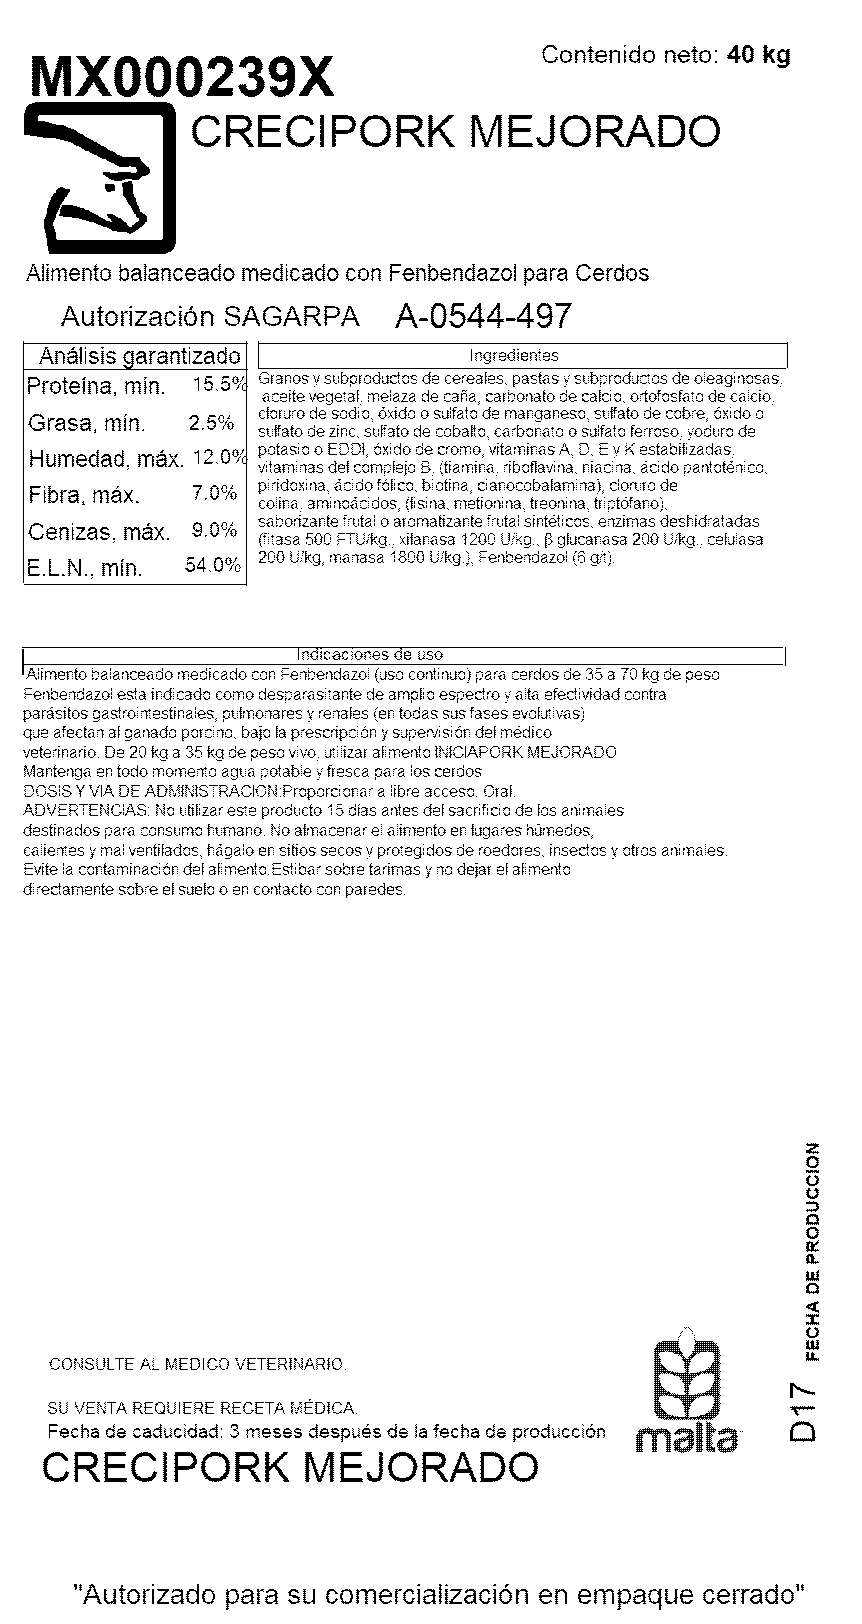 Contenido neto: 40 kg
MX000239X
CRECIPORK MEJORADO
Alimento balanceado medicado con Fenbendazol para Cerdos
Autorización SAGARPA A-0544-497
Análisis garantizado
Proteína, mín. 15.5%
Grasa, mín. 2.5%
Humedad, máx. 12.0%
Fibra, máx. 7.0%
Cenizas, máx. 9.0%
E.L.N., mín. 54.0%
Ingredientes
Granos y subproductos de cereales, pastas y subproductos de oleaginosas,
aceite vegetal, melaza de caña, carbonato de calcio, ortofosfato de calcio,
cloruro de sodio, óxido o sulfato de manganeso, sulfato de cobre, óxido o
sulfato de zinc, sulfato de cobalto, carbonato o sulfato ferroso, yoduro de
potasio o EDDI, óxido de cromo, vitaminas A, D, E y K estabilizadas,
vitaminas del complejo B, (tiamina, riboflavina, niacina, ácido pantoténico,
piridoxina, ácido fólico, biotina, cianocobalamina), cloruro de
colina, aminoácidos, (lisina, metionina, treonina, triptófano),
saborizante frutal o aromatizante frutal sintéticos, enzimas deshidratadas
(fitasa 500 FTU/kg., xilanasa 1200 U/kg., β glucanasa 200 U/kg., celulasa
200 U/kg, manasa 1800 U/kg.), Fenbendazol (6 g/t).
Indicaciones de uso
Alimento balanceado medicado con Fenbendazol (uso continuo) para cerdos de 35 a 70 kg de peso
Fenbendazol esta indicado como desparasitante de amplio espectro y alta efectividad contra
parásitos gastrointestinales, pulmonares y renales (en todas sus fases evolutivas)
que afectan al ganado porcino, bajo la prescripción y supervisión del médico
veterinario. De 20 kg a 35 kg de peso vivo, utilizar alimento INICIAPORK MEJORADO
Mantenga en todo momento agua potable y fresca para los cerdos
DOSIS Y VIA DE ADMINISTRACION:Proporcionar a libre acceso. Oral.
ADVERTENCIAS: No utilizar este producto 15 días antes del sacrificio de los animales
destinados para consumo humano. No almacenar el alimento en lugares húmedos,
calientes y mal ventilados, hágalo en sitios secos y protegidos de roedores, insectos y otros animales.
Evite la contaminación del alimento.Estibar sobre tarimas y no dejar el alimento
directamente sobre el suelo o en contacto con paredes.
FECHA DE PRODUCCION
D17
CONSULTE AL MEDICO VETERINARIO.
SU VENTA REQUIERE RECETA MÉDICA.
Fecha de caducidad: 3 meses después de la fecha de producción
malta
CRECIPORK MEJORADO
"Autorizado para su comercialización en empaque cerrado"